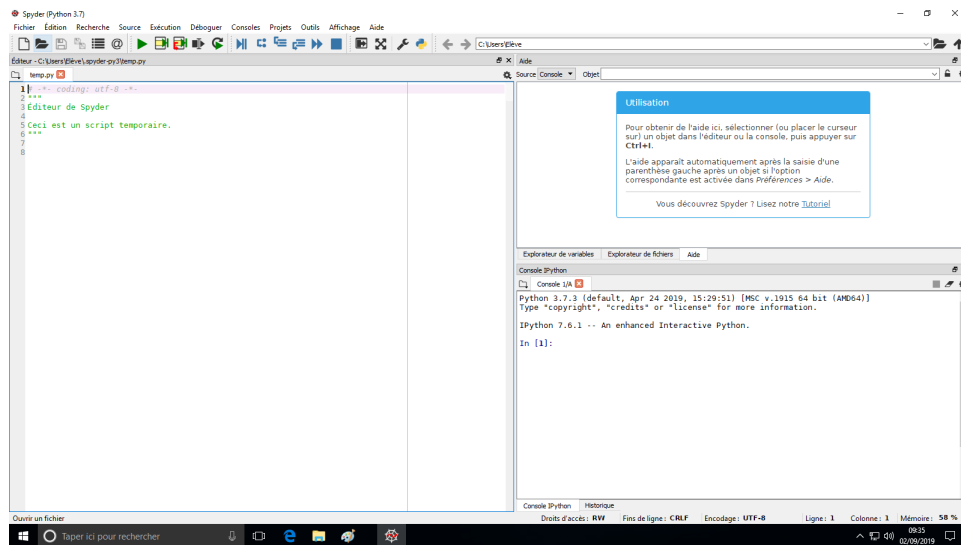 Spyder (Python 3.7)
Fichier Édition Recherche Source Exécution Déboguer Consoles Projets Outils Affichage Aide
C:\Users\Élève
Éditeur - C:\Users\Élève\.spyder-py3\temp.py
temp.py
1 # -*- coding: utf-8 -*-
2 """
3 Éditeur de Spyder
4
5 Ceci est un script temporaire.
6 """
7
8
Aide
Source Console Objet
Utilisation
Pour obtenir de l'aide ici, sélectionner (ou placer le curseur
sur) un objet dans l'éditeur ou la console, puis appuyer sur
Ctrl+I.
L'aide apparaît automatiquement après la saisie d'une
parenthèse gauche après un objet si l'option
correspondante est activée dans Préférences > Aide.
Vous découvrez Spyder ? Lisez notre Tutoriel
Explorateur de variables Explorateur de fichiers Aide
Console IPython
Console 1/A
Python 3.7.3 (default, Apr 24 2019, 15:29:51) [MSC v.1915 64 bit (AMD64)]
Type "copyright", "credits" or "license" for more information.
IPython 7.6.1 -- An enhanced Interactive Python.
In [1]:
Console IPython Historique
Ouvrir un fichier
Droits d'accès : RW Fins de ligne : CRLF Encodage : UTF-8 Ligne : 1 Colonne : 1 Mémoire : 58 %
Taper ici pour rechercher
09:35
02/09/2019